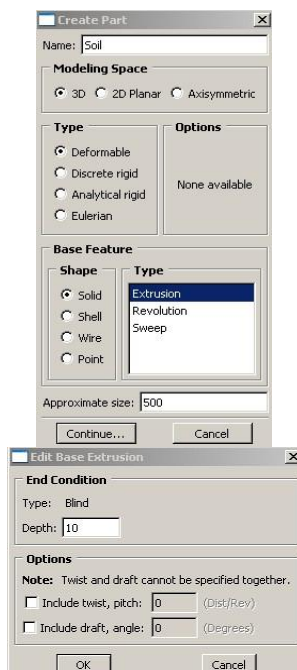 Create Part
Name: Soil
Modeling Space
3D 2D Planar Axisymmetric
Type
Deformable
Discrete rigid
Analytical rigid
Eulerian
Options
None available
Base Feature
Shape
Solid
Shell
Wire
Point
Type
Extrusion
Revolution
Sweep
Approximate size: 500
Continue... Cancel
Edit Base Extrusion
End Condition
Type: Blind
Depth: 10
Options
Note: Twist and draft cannot be specified together.
Include twist, pitch: 0 (Dist/Rev)
Include draft, angle: 0 (Degrees)
OK Cancel